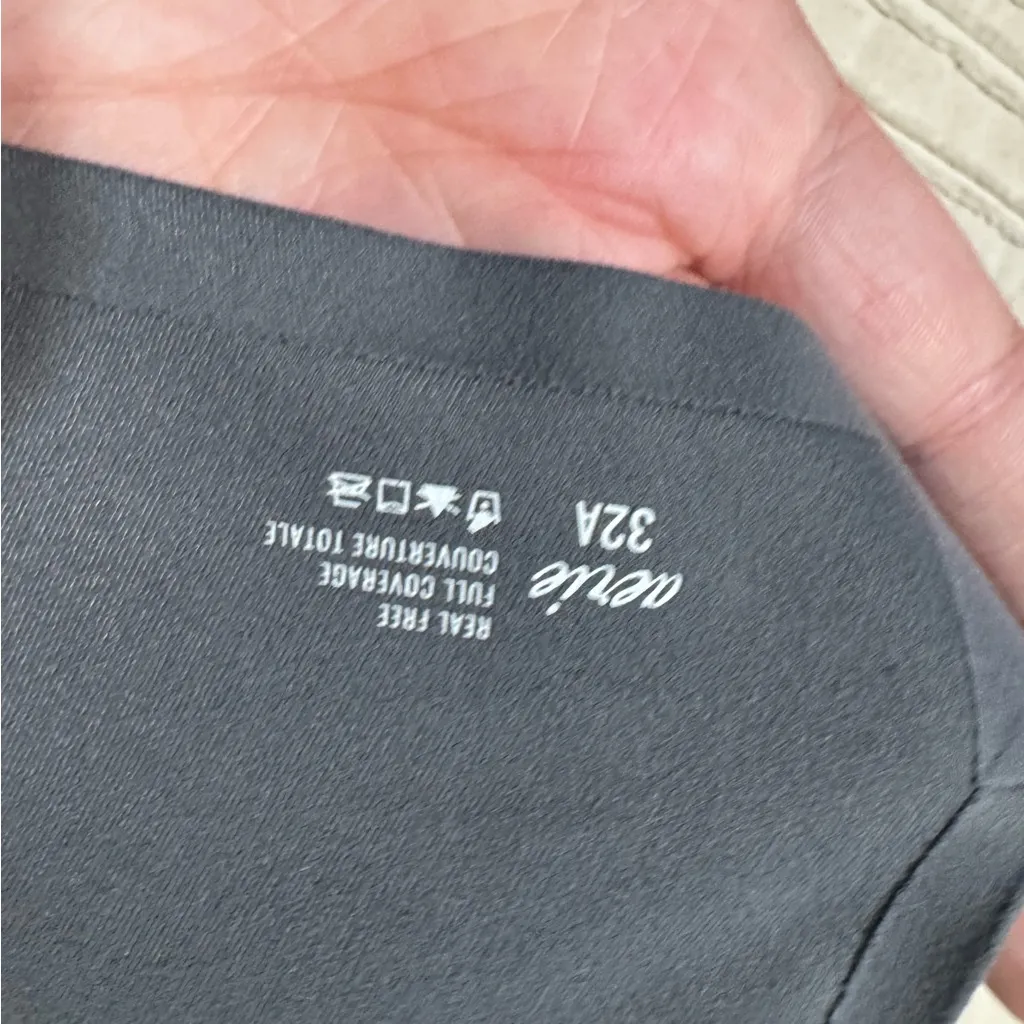 aerie
32A
REAL FREE
FULL COVERAGE
COUVERTURE TOTALE